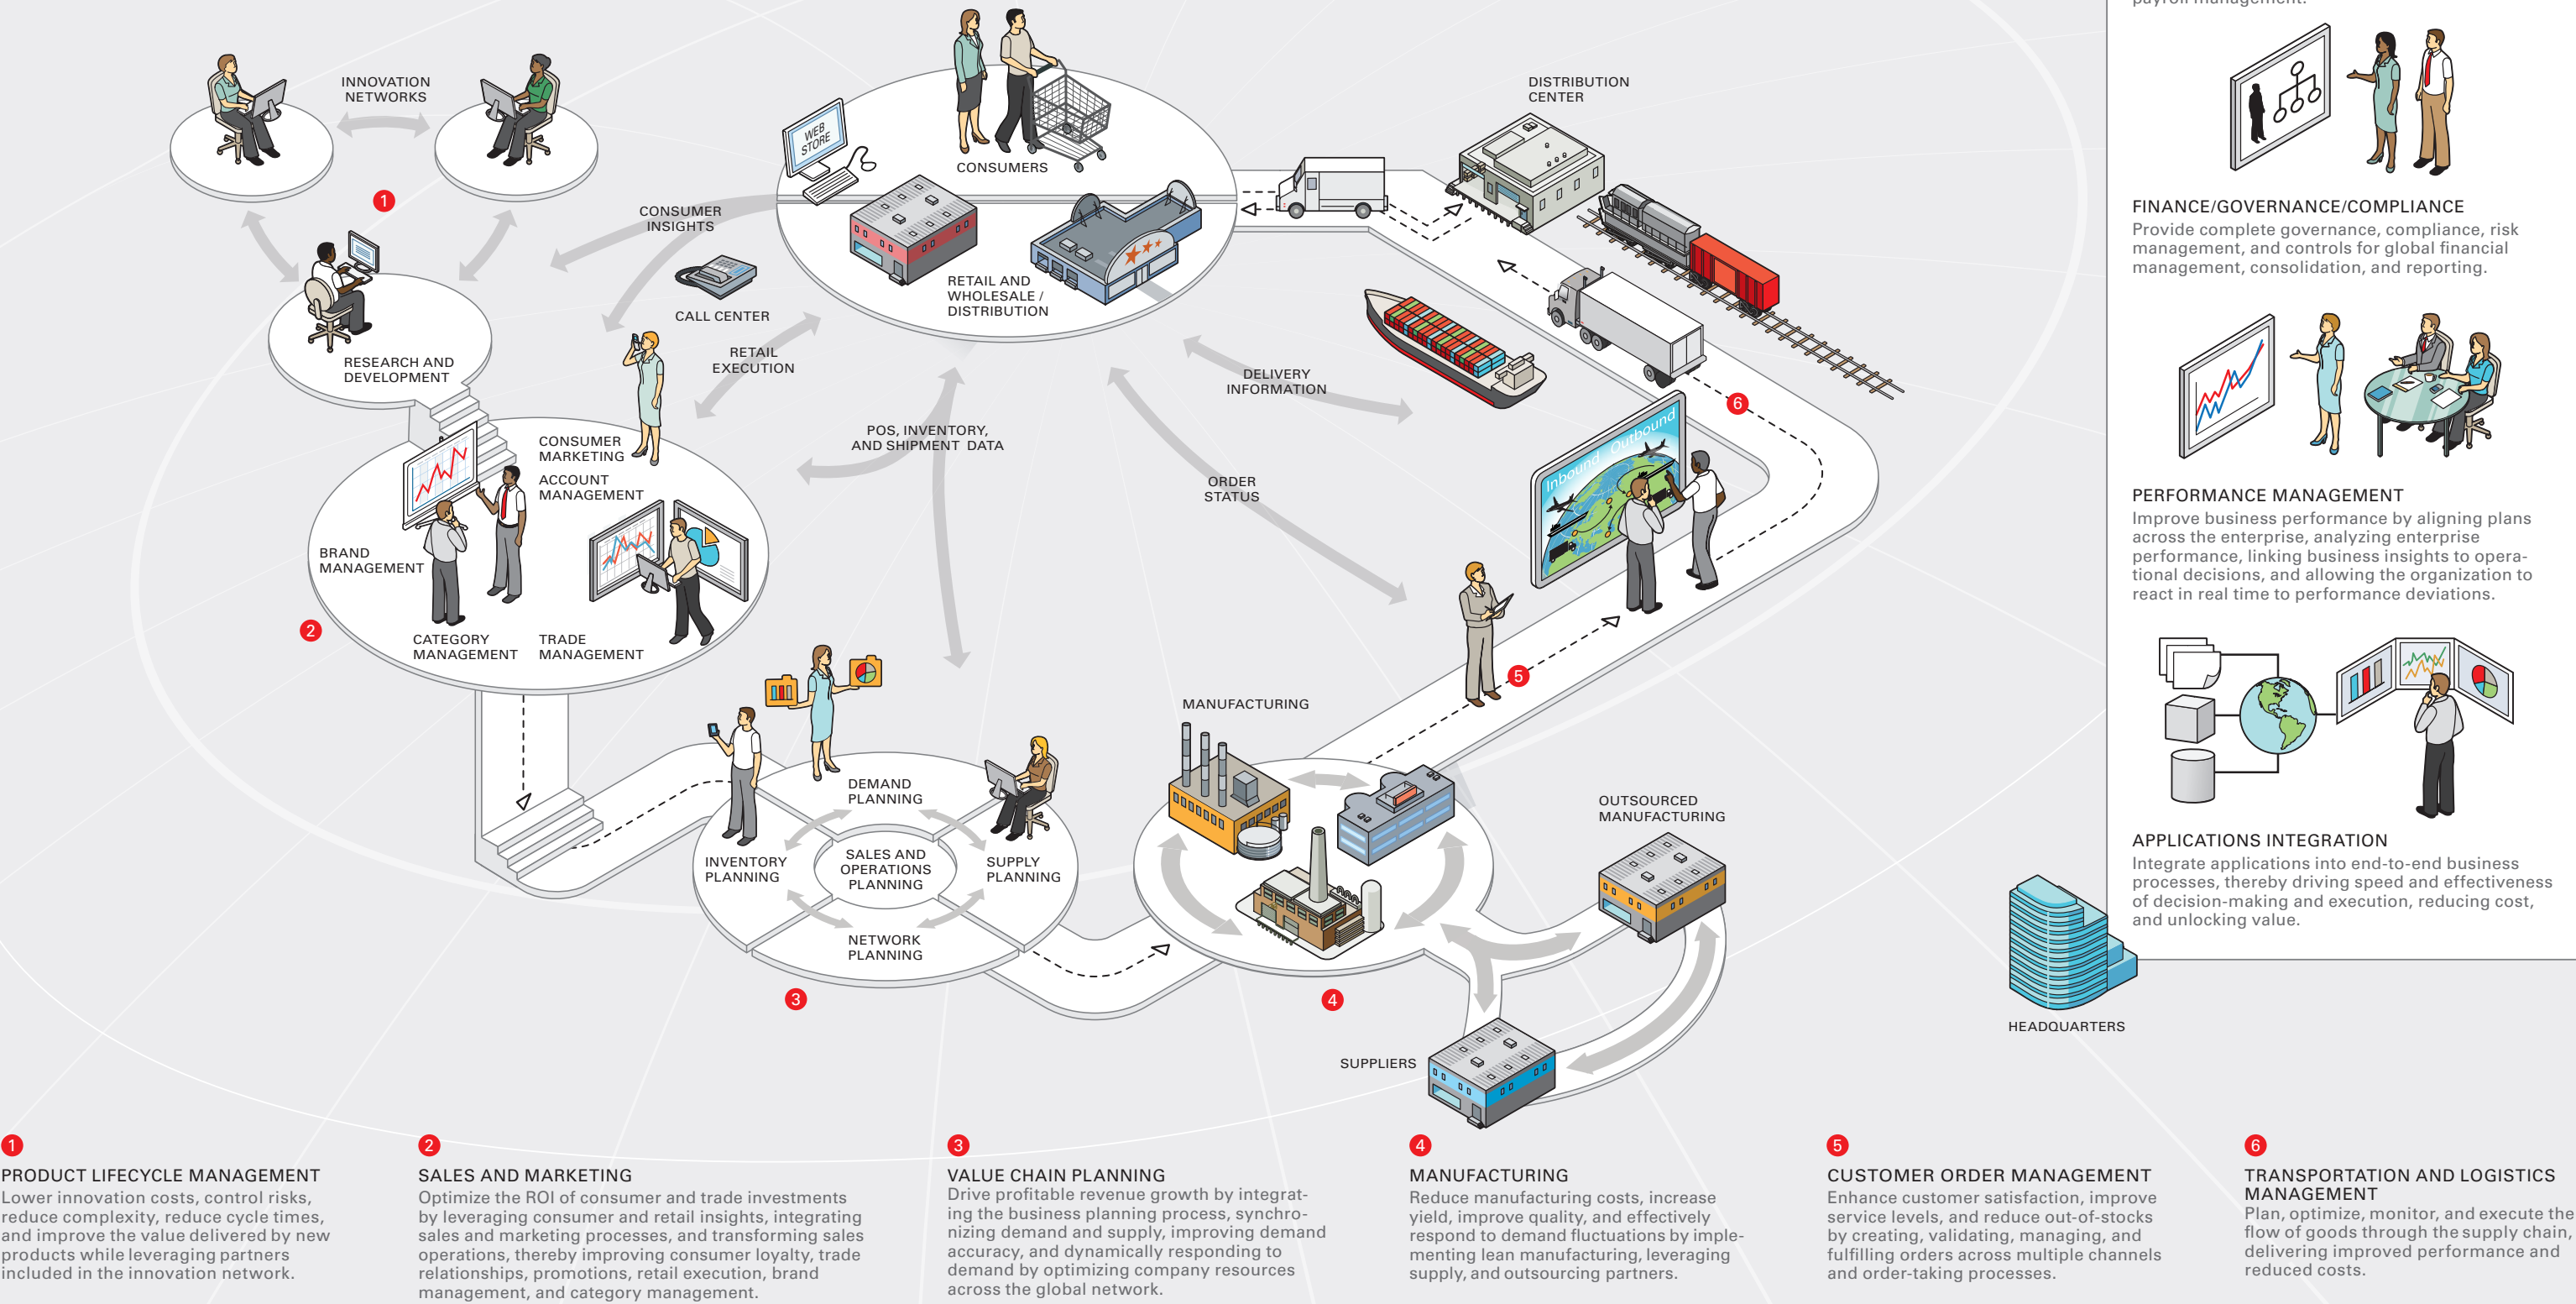 INNOVATION
NETWORKS
1
RESEARCH AND
DEVELOPMENT
CONSUMER
INSIGHTS
CALL CENTER
RETAIL
EXECUTION
WEB
STORE
CONSUMERS
RETAIL AND
WHOLESALE /
DISTRIBUTION
DISTRIBUTION
CENTER
DELIVERY
INFORMATION
POS, INVENTORY,
AND SHIPMENT DATA
ORDER
STATUS
6
Inbound Outbound
CONSUMER
MARKETING
ACCOUNT
MANAGEMENT
BRAND
MANAGEMENT
CATEGORY
MANAGEMENT
TRADE
MANAGEMENT
2
5
DEMAND
PLANNING
INVENTORY
PLANNING
SALES AND
OPERATIONS
PLANNING
SUPPLY
PLANNING
NETWORK
PLANNING
3
MANUFACTURING
4
OUTSOURCED
MANUFACTURING
SUPPLIERS
HEADQUARTERS
payroll management.
FINANCE/GOVERNANCE/COMPLIANCE
Provide complete governance, compliance, risk
management, and controls for global financial
management, consolidation, and reporting.
PERFORMANCE MANAGEMENT
Improve business performance by aligning plans
across the enterprise, analyzing enterprise
performance, linking business insights to opera-
tional decisions, and allowing the organization to
react in real time to performance deviations.
APPLICATIONS INTEGRATION
Integrate applications into end-to-end business
processes, thereby driving speed and effectiveness
of decision-making and execution, reducing cost,
and unlocking value.
1
PRODUCT LIFECYCLE MANAGEMENT
Lower innovation costs, control risks,
reduce complexity, reduce cycle times,
and improve the value delivered by new
products while leveraging partners
included in the innovation network.
2
SALES AND MARKETING
Optimize the ROI of consumer and trade investments
by leveraging consumer and retail insights, integrating
sales and marketing processes, and transforming sales
operations, thereby improving consumer loyalty, trade
relationships, promotions, retail execution, brand
management, and category management.
3
VALUE CHAIN PLANNING
Drive profitable revenue growth by integrat-
ing the business planning process, synchro-
nizing demand and supply, improving demand
accuracy, and dynamically responding to
demand by optimizing company resources
across the global network.
4
MANUFACTURING
Reduce manufacturing costs, increase
yield, improve quality, and effectively
respond to demand fluctuations by imple-
menting lean manufacturing, leveraging
supply, and outsourcing partners.
5
CUSTOMER ORDER MANAGEMENT
Enhance customer satisfaction, improve
service levels, and reduce out-of-stocks
by creating, validating, managing, and
fulfilling orders across multiple channels
and order-taking processes.
6
TRANSPORTATION AND LOGISTICS
MANAGEMENT
Plan, optimize, monitor, and execute the
flow of goods through the supply chain,
delivering improved performance and
reduced costs.